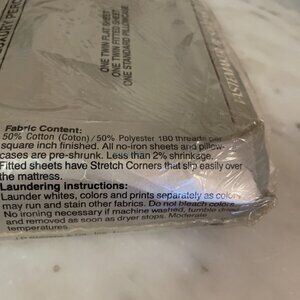 LUXURY PERC
ONE TWIN FLAT SHEET
ONE TWIN FITTED SHEET
ONE STANDARD PILLOWCASE
Fabric Content:
50% Cotton (Coton)/50% Polyester 180 threads per
square inch finished. All no-iron sheets and pillow-
cases are pre-shrunk. Less than 2% shrinkage.
Fitted sheets have Stretch Corners that slip easily over
the mattress.
Laundering instructions:
Launder whites, colors and prints separately as colors
may run and stain other fabrics. Do not bleach colors.
No ironing necessary if machine washed, tumble dried
and removed as soon as dryer stops. Moderate
temperatures.